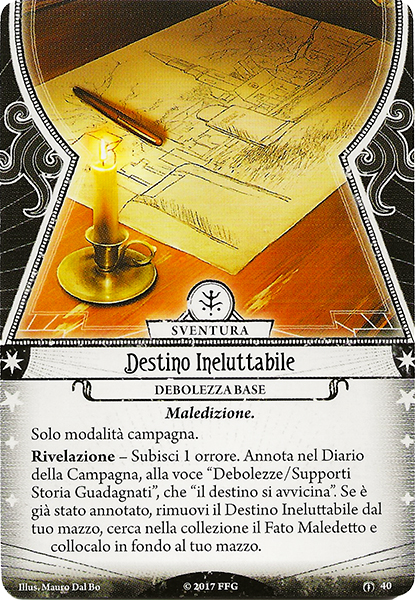 SVENTURA
Destino Ineluttabile
DEBOLEZZA BASE
Maledizione.
Solo modalità campagna.
Rivelazione – Subisci 1 orrore. Annota nel Diario
della Campagna, alla voce “Debolezze/Supporti
Storia Guadagnati”, che “il destino si avvicina”. Se è
già stato annotato, rimuovi il Destino Ineluttabile dal
tuo mazzo, cerca nella collezione il Fato Maledetto e
collocalo in fondo al tuo mazzo.
Illus. Mauro Dal Bo © 2017 FFG 40